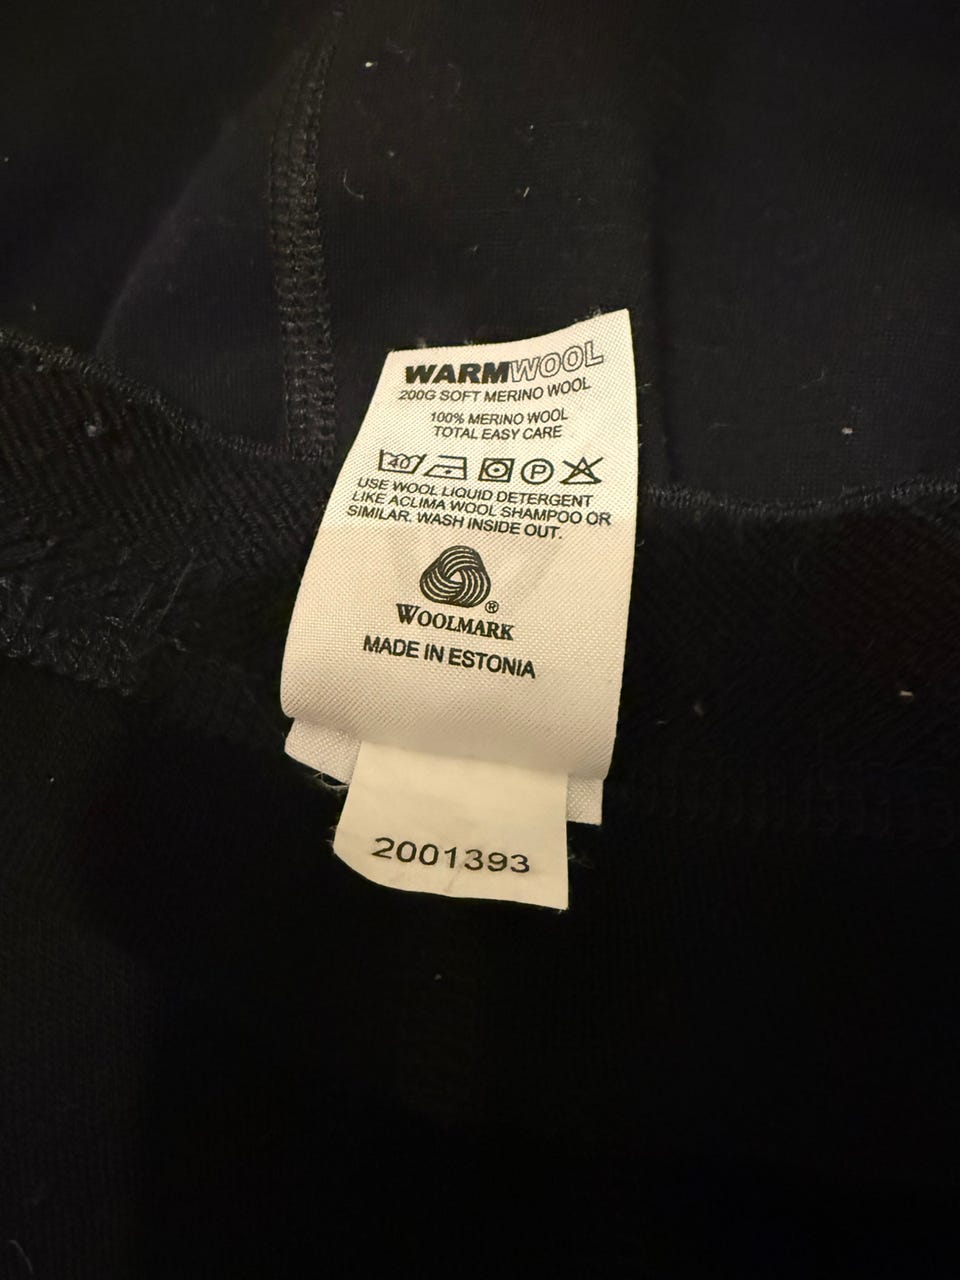 WARMWOOL
200G SOFT MERINO WOOL
100% MERINO WOOL
TOTAL EASY CARE
40 P
USE WOOL LIQUID DETERGENT
LIKE ACLIMA WOOL SHAMPOO OR
SIMILAR. WASH INSIDE OUT.
®
WOOLMARK
MADE IN ESTONIA
2001393